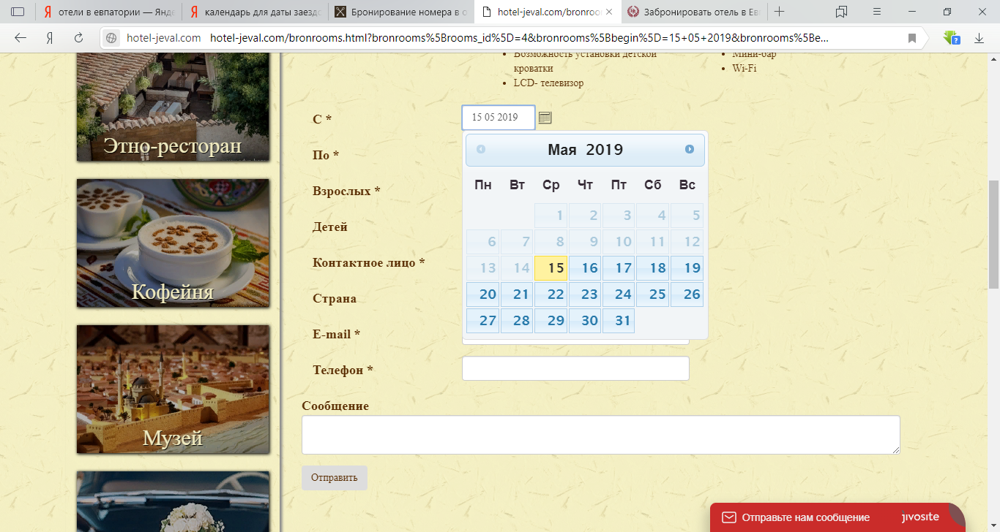 отели в евпатории — Янд
календарь для даты заезд
Бронирование номера в о
hotel-jeval.com/bronroo
Забронировать отель в Ев
hotel-jeval.com hotel-jeval.com/bronrooms.html?bronrooms%5Brooms_id%5D=4&bronrooms%5Bbegin%5D=15+05+2019&bronrooms%5Be...
Возможность установки детской
кроватки
LCD- телевизор
Мини-бар
Wi-Fi
Этно-ресторан
Кофейня
Музей
С *
15 05 2019
По *
Взрослых *
Детей
Контактное лицо *
Страна
E-mail *
Телефон *
Мая 2019
Пн Вт Ср Чт Пт Сб Вс
1 2 3 4 5
6 7 8 9 10 11 12
13 14 15 16 17 18 19
20 21 22 23 24 25 26
27 28 29 30 31
Сообщение
Отправить
Отправьте нам сообщение
jivosite